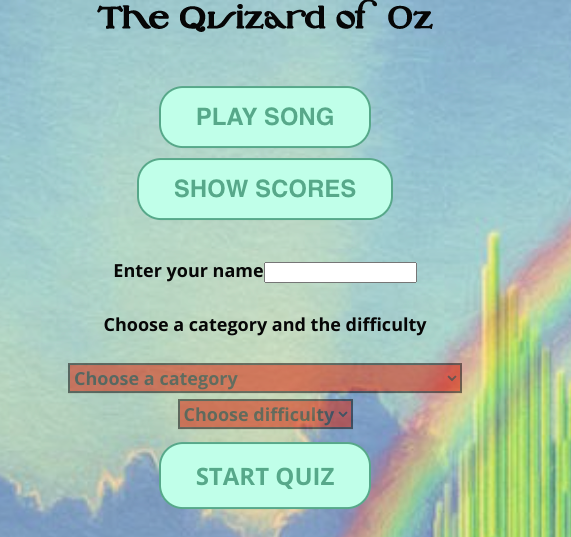 The Quizard of Oz
PLAY SONG
SHOW SCORES
Enter your name
Choose a category and the difficulty
Choose a category
Choose difficulty
START QUIZ